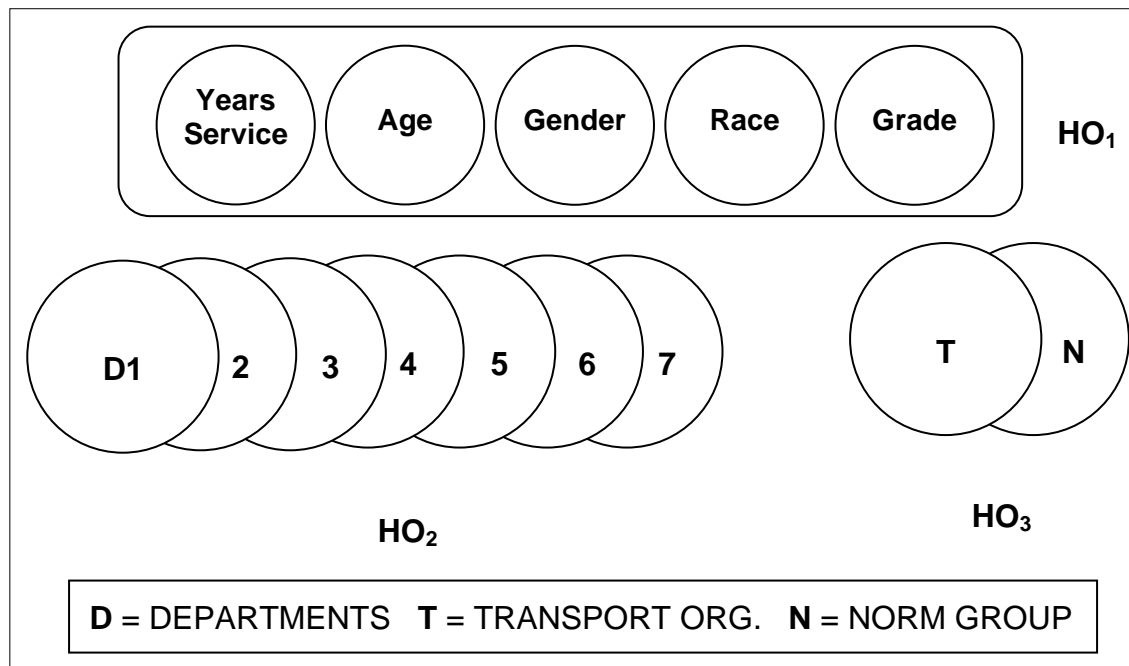 Years
Service
Age
Gender
Race
Grade
HO₁
D1
2
3
4
5
6
7
T
N
HO₂
HO₃
D = DEPARTMENTS T = TRANSPORT ORG. N = NORM GROUP